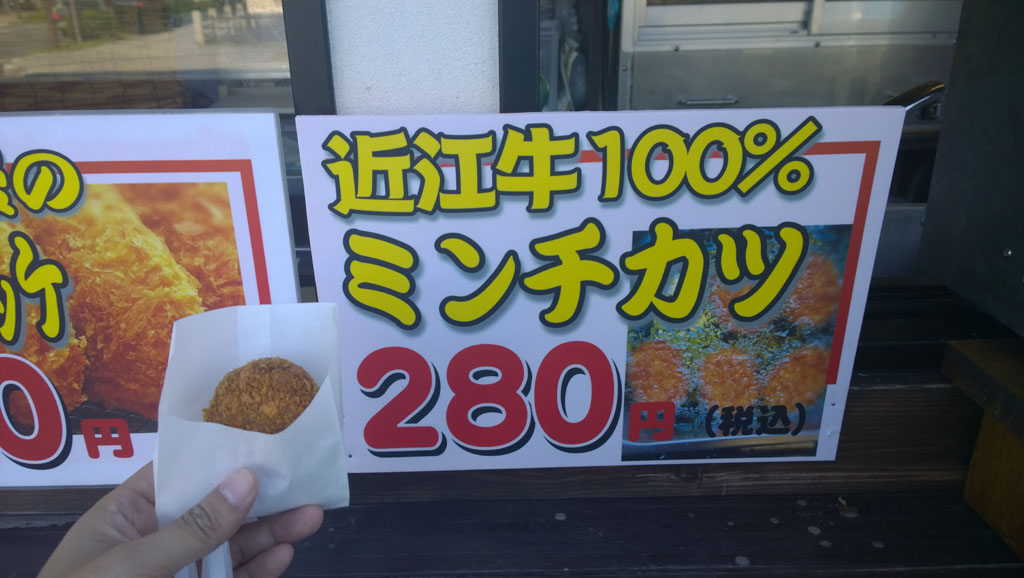 の
0円
近江牛100%
ミンチカツ
280円（税込）